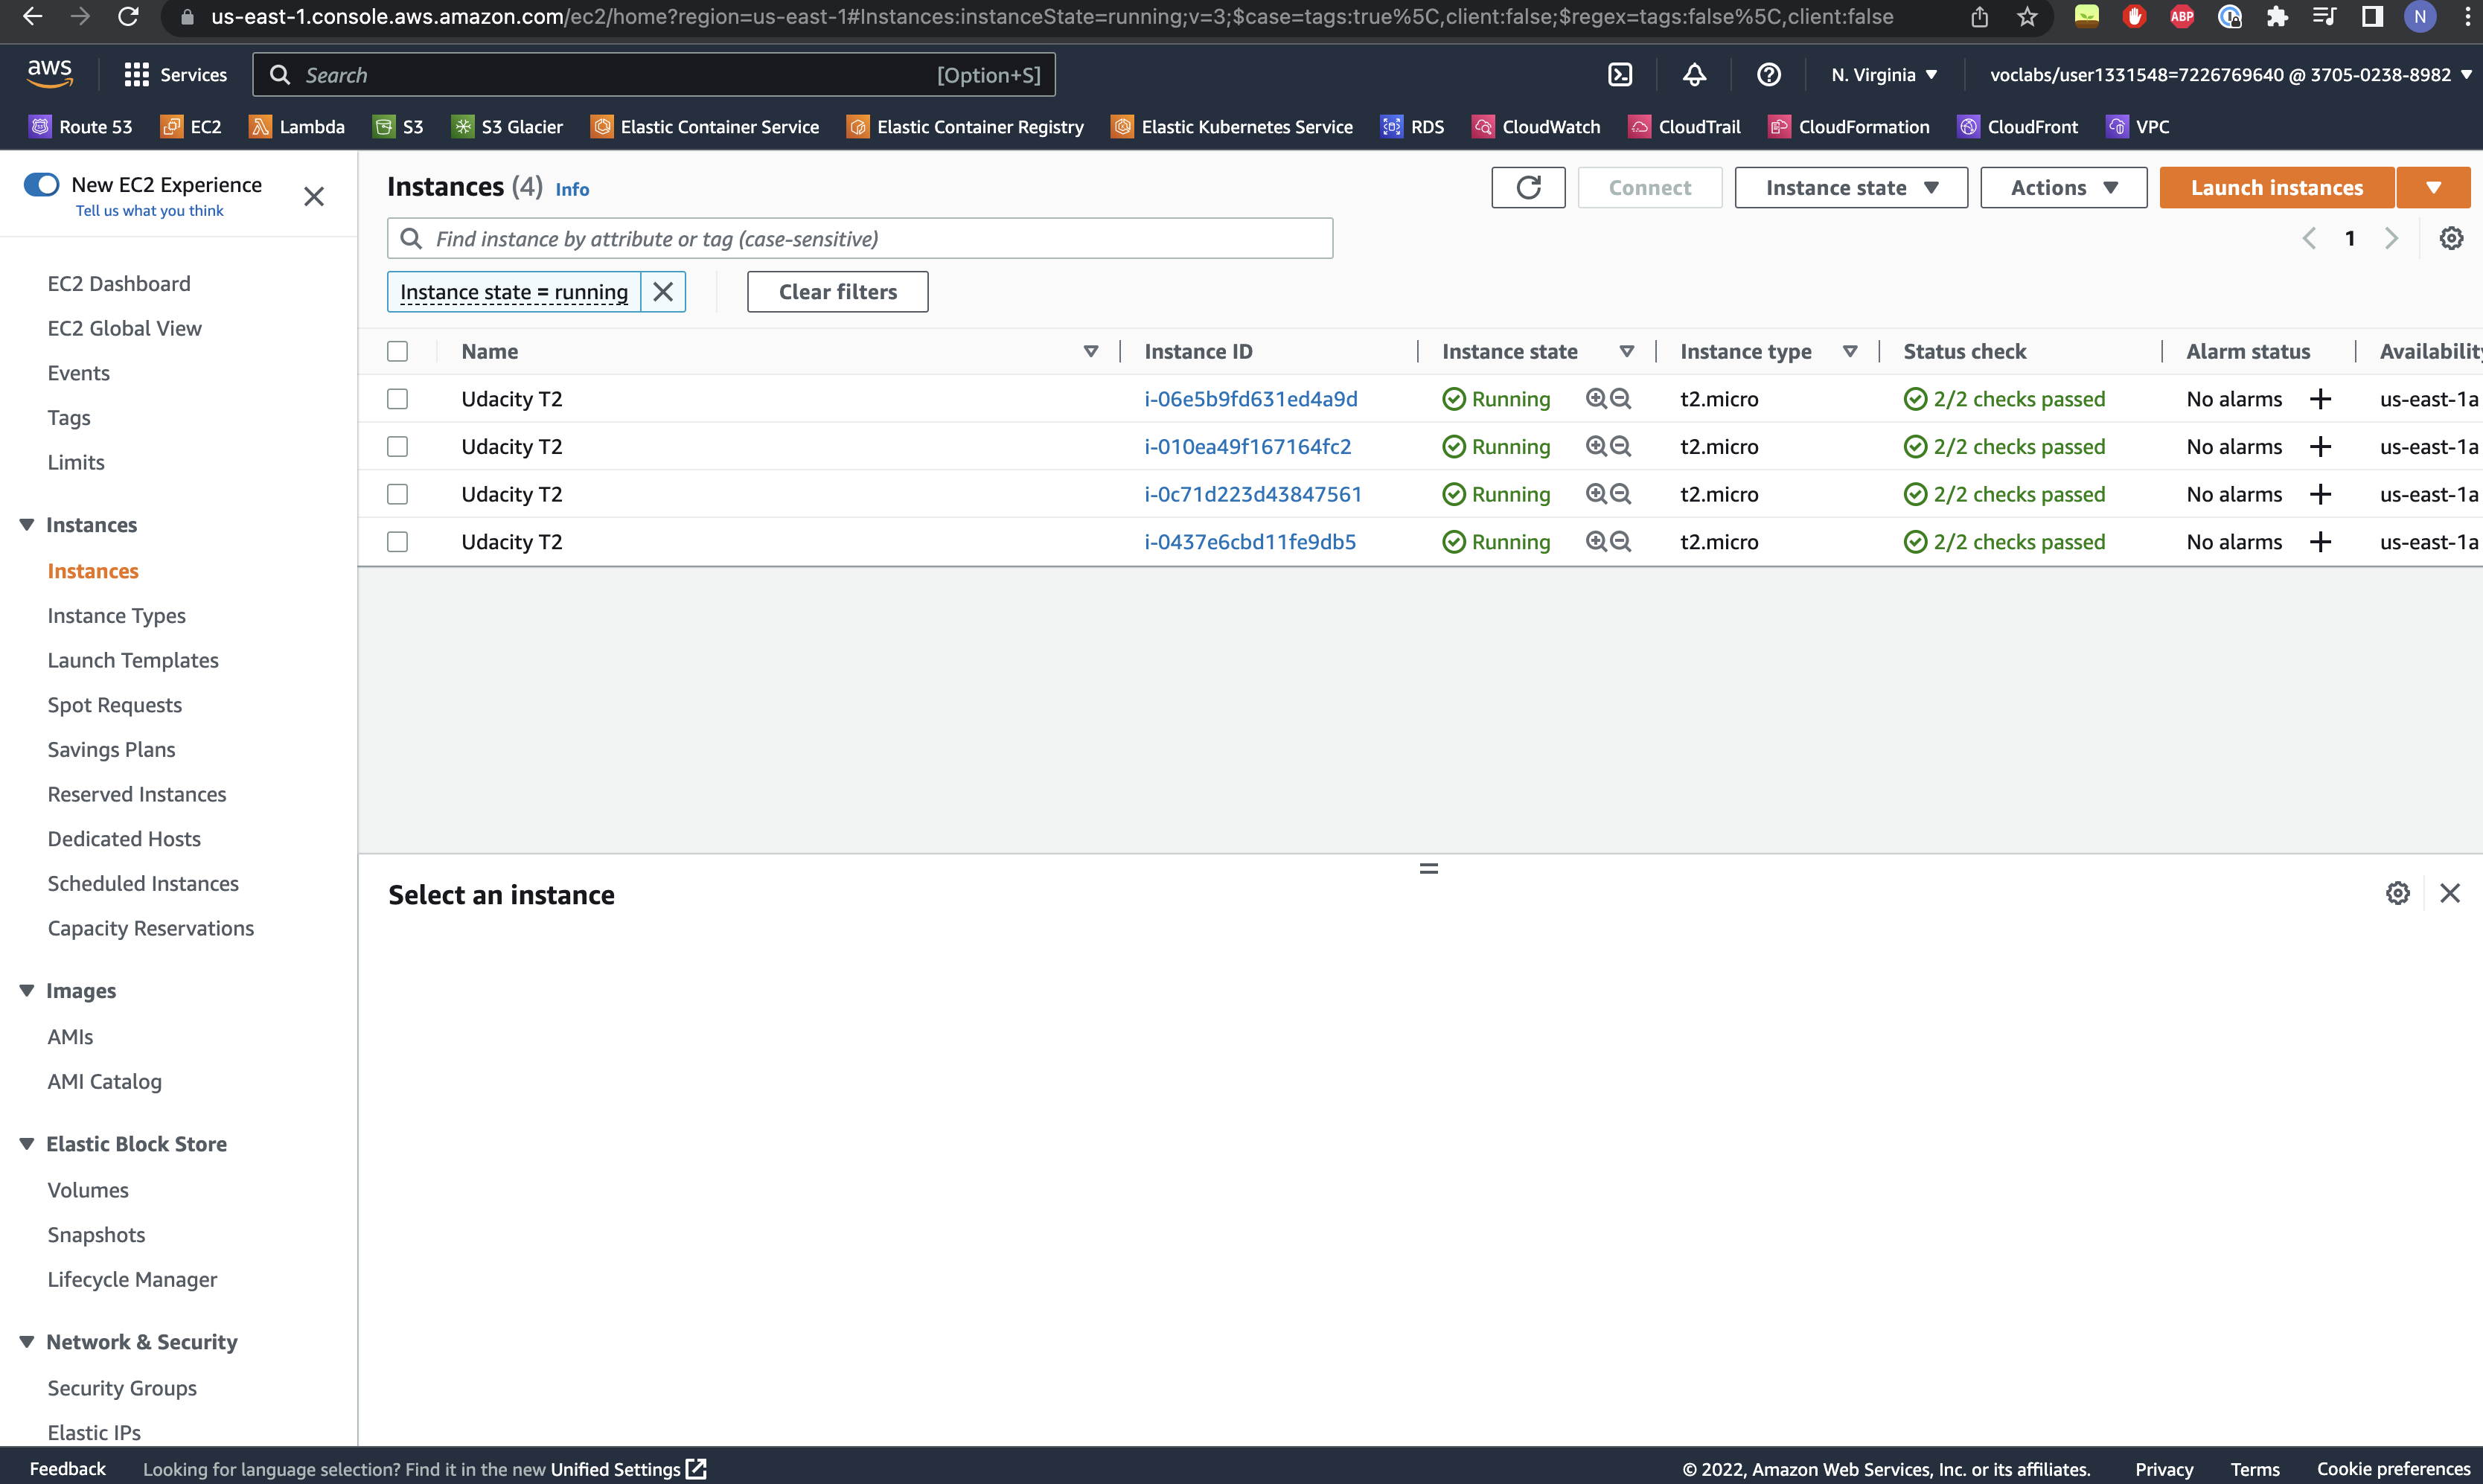 us-east-1.console.aws.amazon.com/ec2/home?region=us-east-1#Instances:instanceState=running;v=3;$case=tags:true%5C,client:false;$regex=tags:false%5C,client:false
ABP
N
aws
Services
Search
[Option+S]
N. Virginia
voclabs/user1331548=7226769640 @ 3705-0238-8982
Route 53 EC2 Lambda S3 S3 Glacier Elastic Container Service Elastic Container Registry Elastic Kubernetes Service RDS CloudWatch CloudTrail CloudFormation CloudFront VPC
New EC2 Experience
Tell us what you think
EC2 Dashboard
EC2 Global View
Events
Tags
Limits
Instances
Instances
Instance Types
Launch Templates
Spot Requests
Savings Plans
Reserved Instances
Dedicated Hosts
Scheduled Instances
Capacity Reservations
Images
AMIs
AMI Catalog
Elastic Block Store
Volumes
Snapshots
Lifecycle Manager
Network & Security
Security Groups
Elastic IPs
Instances (4) Info
Connect
Instance state
Actions
Launch instances
Find instance by attribute or tag (case-sensitive)
1
Instance state = running
Clear filters
Name Instance ID Instance state Instance type Status check Alarm status Availability
Udacity T2 i-06e5b9fd631ed4a9d Running t2.micro 2/2 checks passed No alarms us-east-1a
Udacity T2 i-010ea49f167164fc2 Running t2.micro 2/2 checks passed No alarms us-east-1a
Udacity T2 i-0c71d223d43847561 Running t2.micro 2/2 checks passed No alarms us-east-1a
Udacity T2 i-0437e6cbd11fe9db5 Running t2.micro 2/2 checks passed No alarms us-east-1a
Select an instance
Feedback
Looking for language selection? Find it in the new Unified Settings
© 2022, Amazon Web Services, Inc. or its affiliates.
Privacy
Terms
Cookie preferences